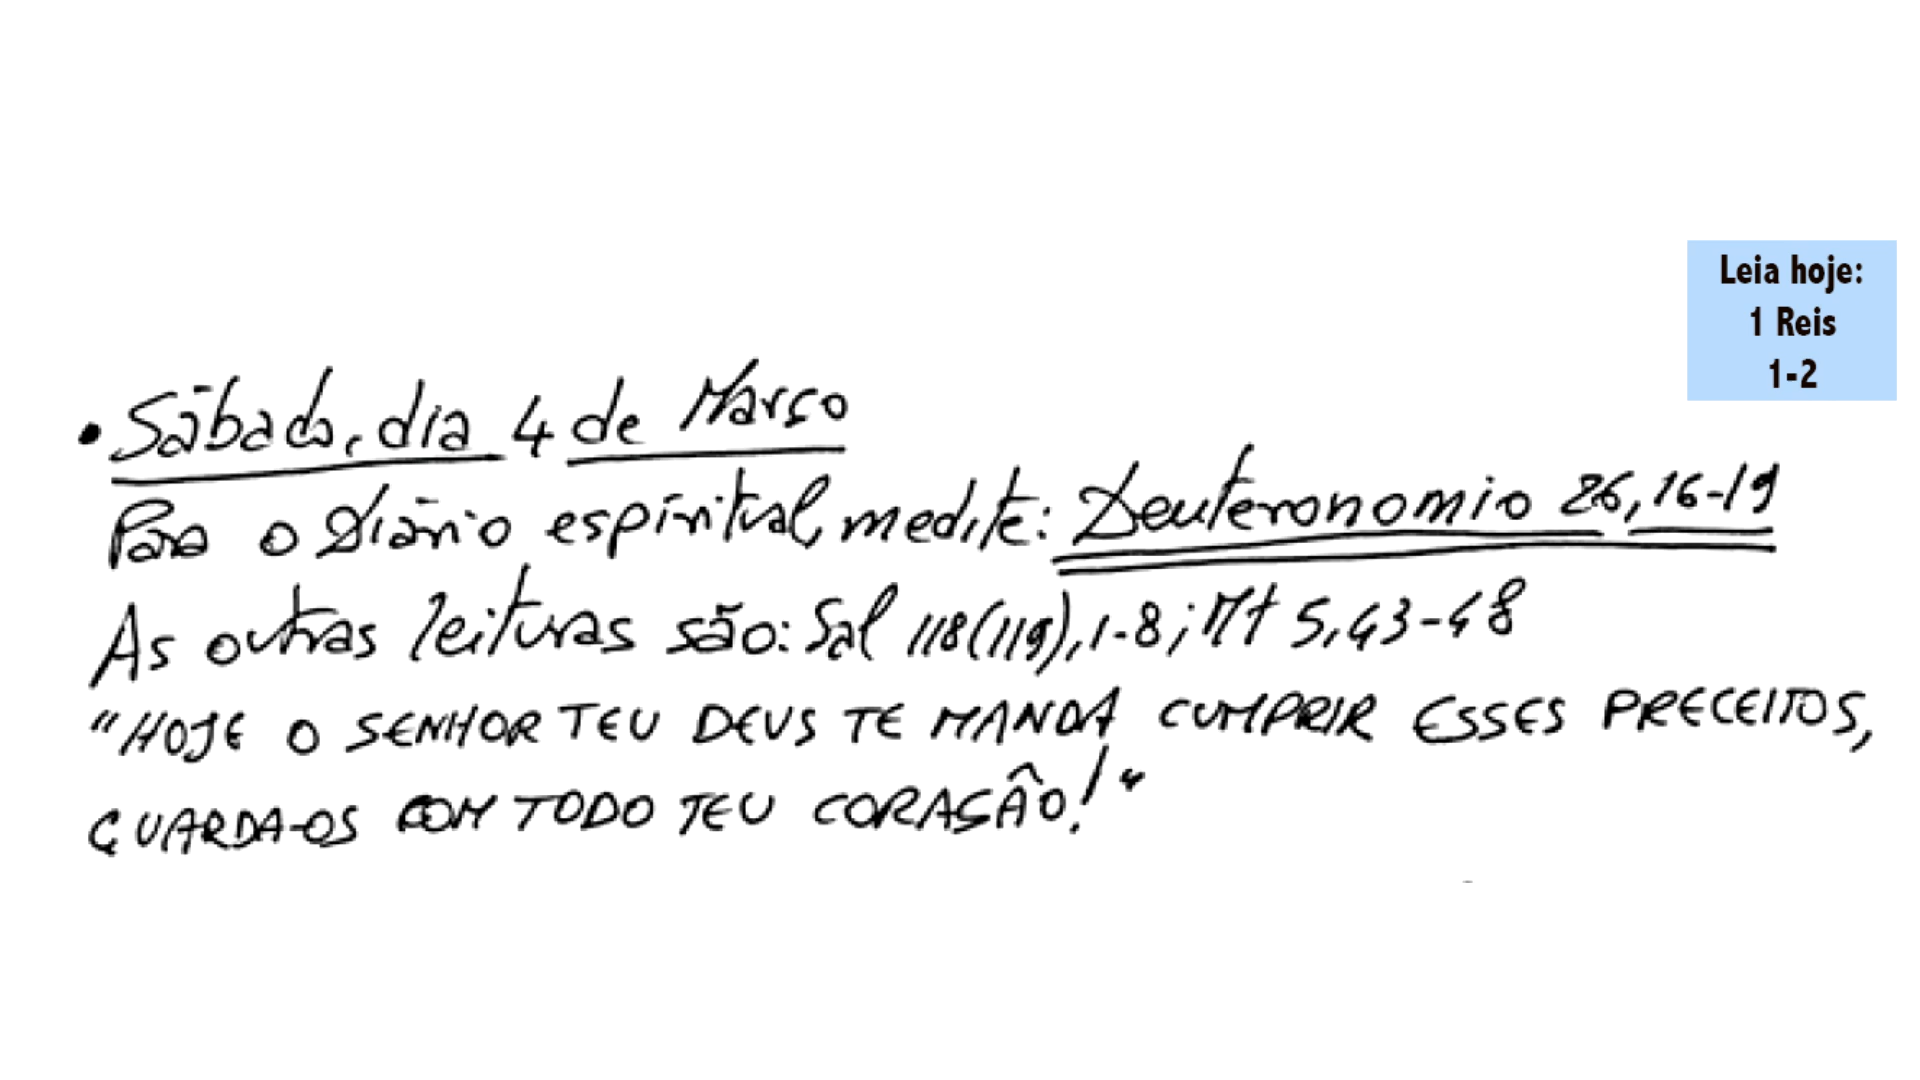 Leia hoje:
1 Reis
1-2
• Sábado, dia 4 de Março
Para o Diário espiritual, medite: Deuteronomio 26,16-19
As outras leituras são: Sal 118(119),1-8; Mt 5,43-48
"HOJE O SENHOR TEU DEUS TE MANDA CUMPRIR ESSES PRECEITOS,
GUARDA-OS COM TODO TEU CORAÇÃO!"